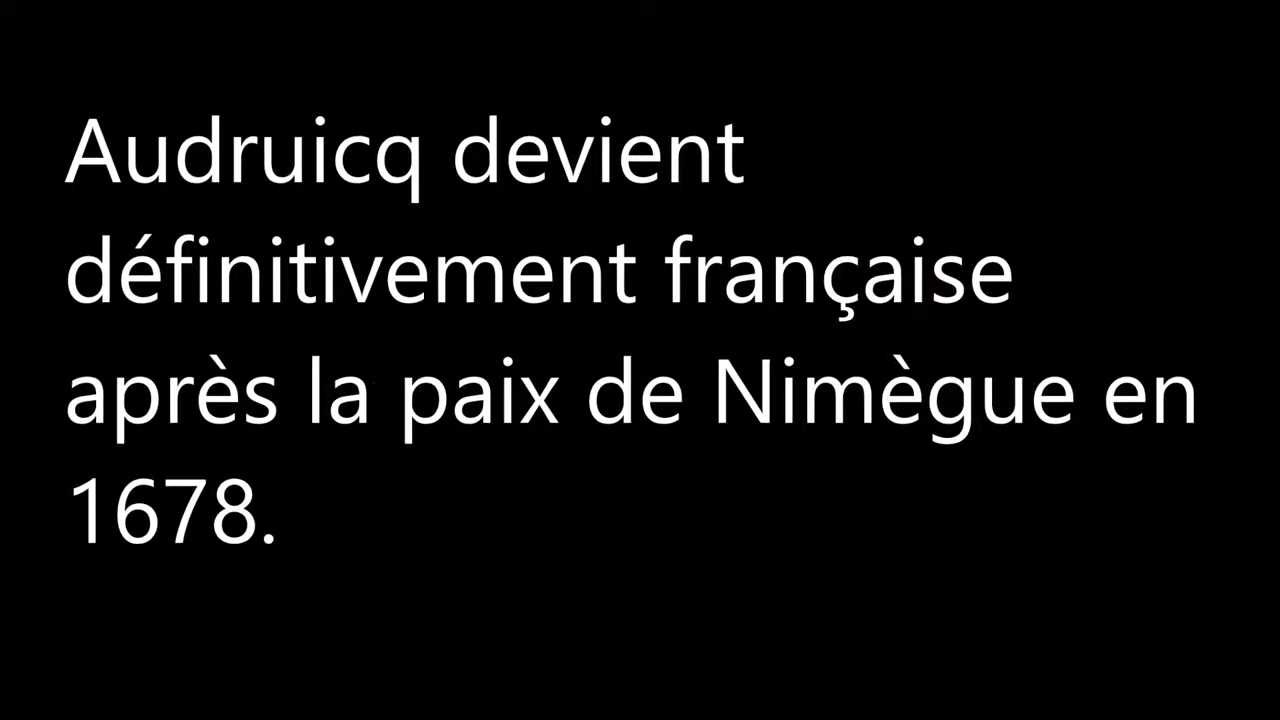 Audruicq devient
définitivement française
après la paix de Nimègue en
1678.